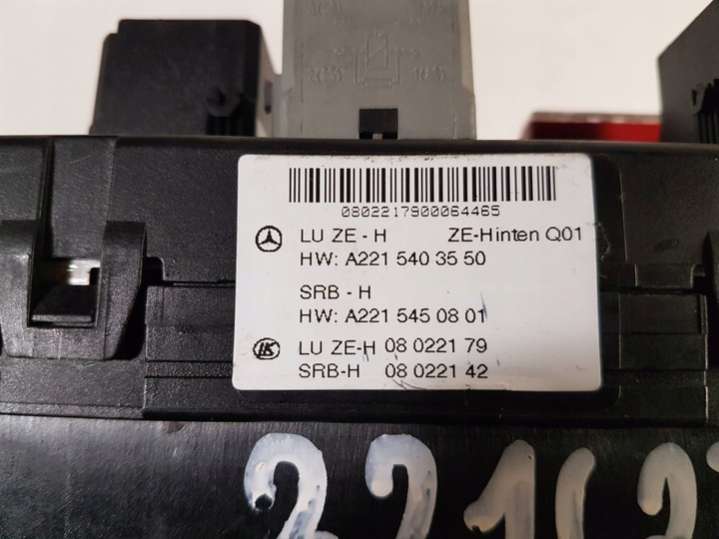 0802217900064465
LU ZE - H ZE-Hinten Q01
HW: A221 540 35 50
SRB - H
HW: A221 545 08 01
LK LU ZE-H 08 0221 79
SRB-H 08 0221 42